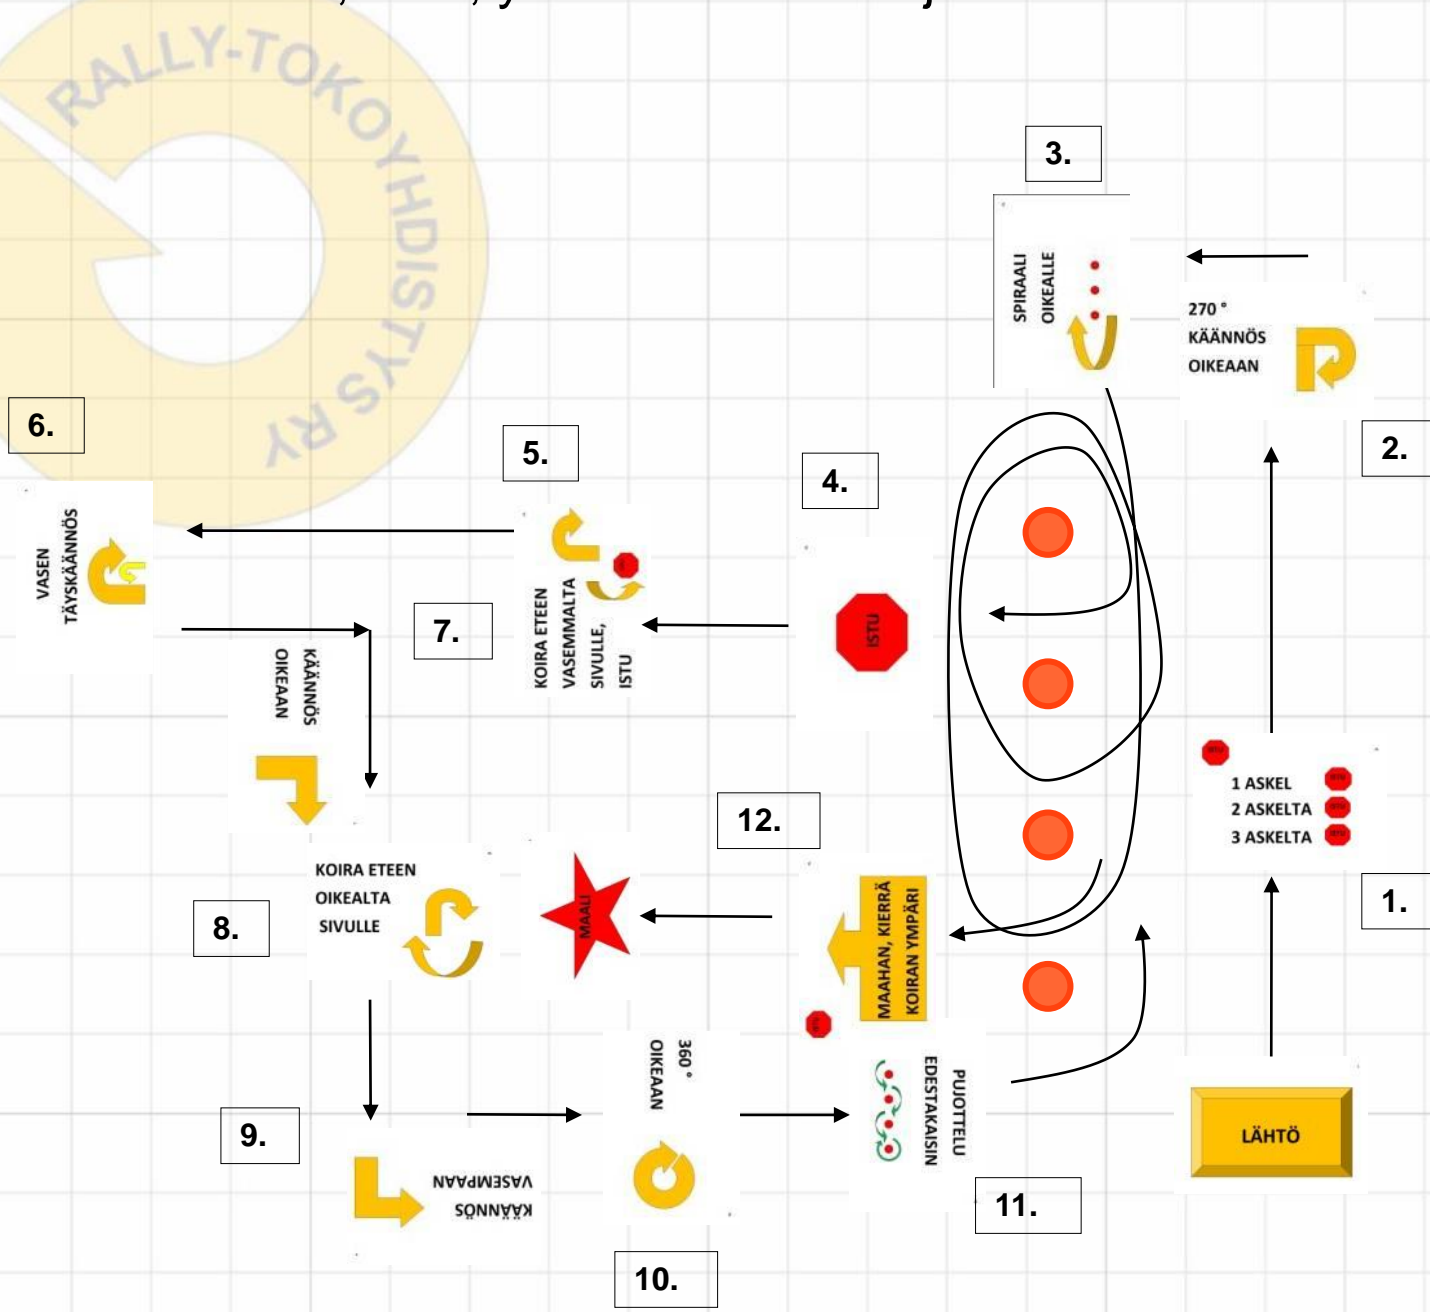 RALLY-TOKOYHDISTYS RY
3.
SPIRAALI
OIKEALLE
270 °
KÄÄNNÖS
OIKEAAN
2.
6.
5.
4.
VASEN
TÄYSKÄÄNNÖS
KOIRA ETEEN
VASEMMALTA
SIVULLE,
ISTU
ISTU
7.
KÄÄNNÖS
OIKEAAN
1 ASKEL
2 ASKELTA
3 ASKELTA
1.
12.
KOIRA ETEEN
OIKEALTA
SIVULLE
8.
MAALI
MAAHAN, KIERRÄ
KOIRAN YMPÄRI
9.
KÄÄNNÖS
VASEMPAAN
360 °
OIKEAAN
10.
PUJOTTELU
EDESTAKAISIN
11.
LÄHTÖ